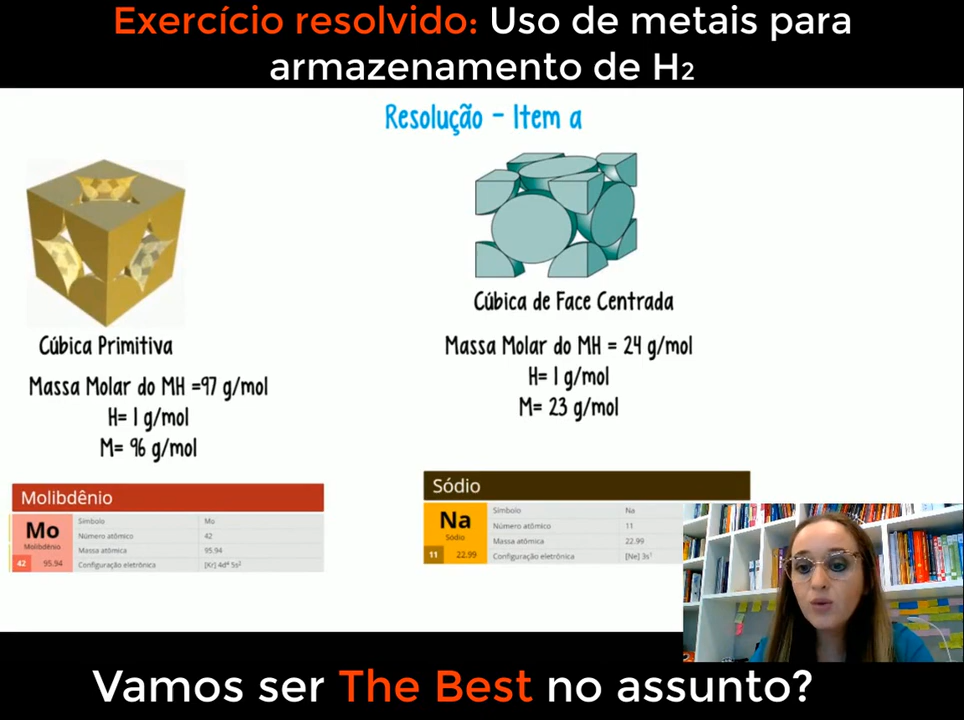 Exercício resolvido: Uso de metais para
armazenamento de H₂
Resolução - Item a
Cúbica Primitiva
Massa Molar do MH =97 g/mol
H= 1 g/mol
M= 96 g/mol
Cúbica de Face Centrada
Massa Molar do MH = 24 g/mol
H= 1 g/mol
M= 23 g/mol
Molibdênio
Mo
Molibdênio
42 95.94
Símbolo Mo
Número atômico 42
Massa atômica 95.94
Configuração eletrônica [Kr] 4d⁴ 5s²
Sódio
Na
Sódio
11 22.99
Símbolo Na
Número atômico 11
Massa atômica 22.99
Configuração eletrônica [Ne] 3s¹
Vamos ser The Best no assunto?